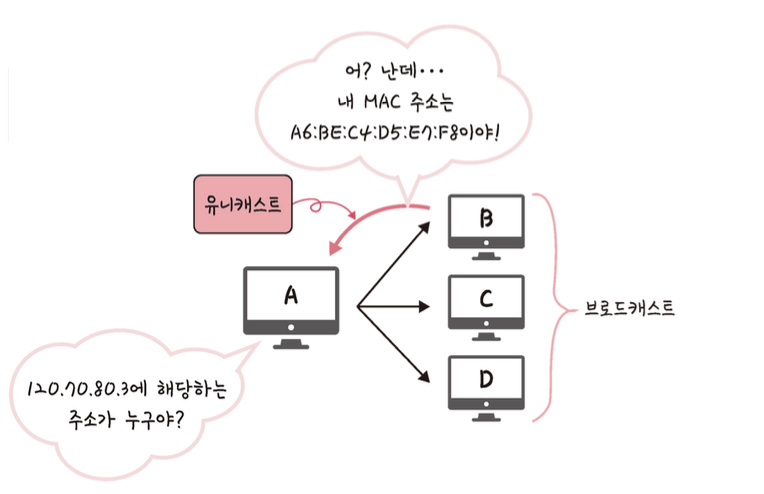 어? 난데···
내 MAC 주소는
A6:BE:C4:D5:E7:F8이야!
유니캐스트
B
A
C
브로드캐스트
D
120.70.80.3에 해당하는
주소가 누구야?